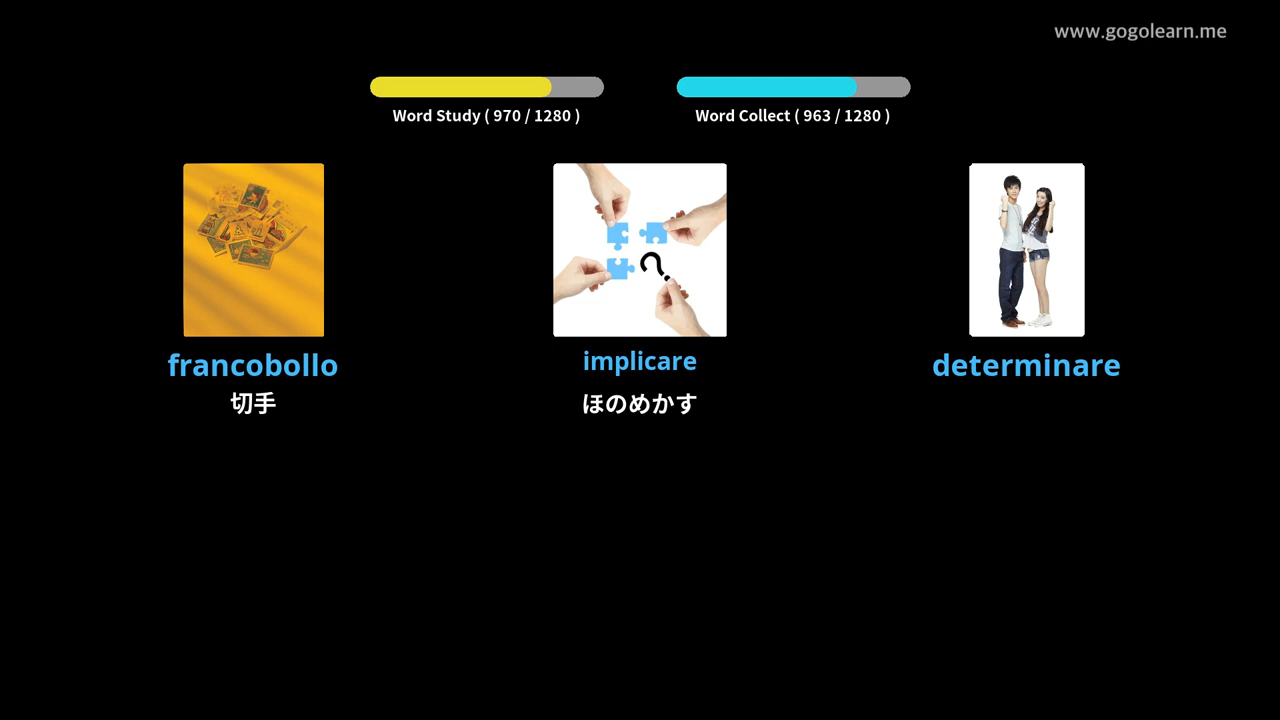 www.gogolearn.me
Word Study ( 970 / 1280 )
Word Collect ( 963 / 1280 )
francobollo
切手
implicare
ほのめかす
determinare